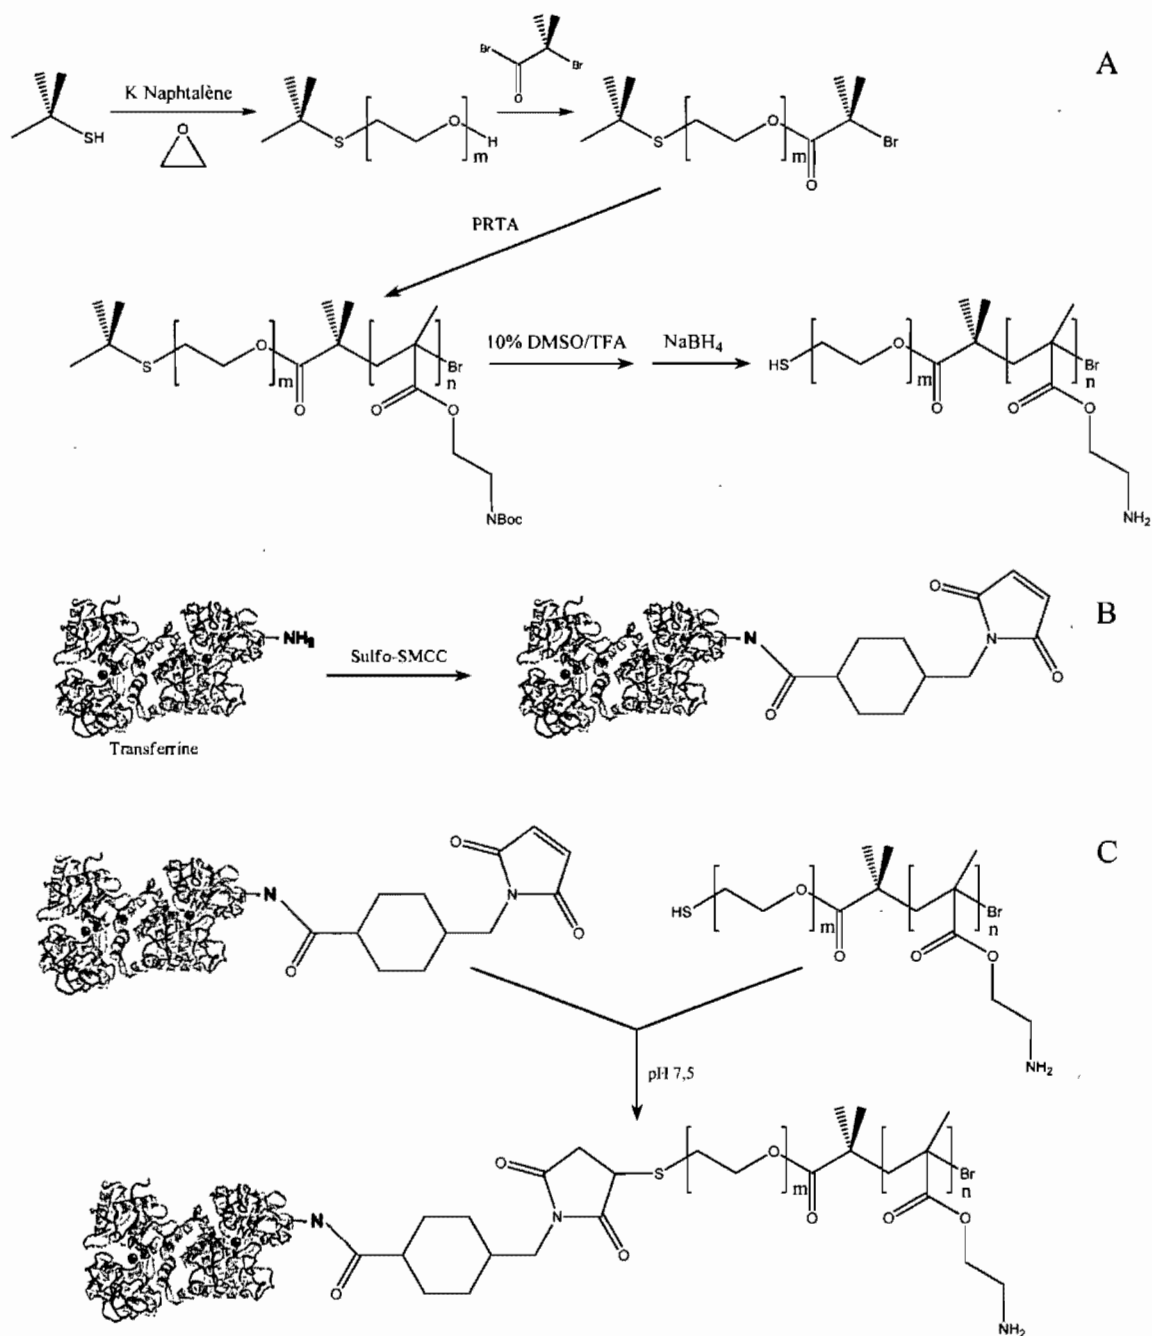 A
Br
Br
O
K Naphtalène
O
SH
S
O
H
m
S
O
m
O
Br
PRTA
S
O
m
O
Br
n
O
O
NBoc
10% DMSO/TFA
NaBH₄
HS
O
m
O
Br
n
O
O
NH₂
B
NH₂
Transferrine
Sulfo-SMCC
N
O
O
N
O
C
N
O
O
N
O
HS
O
m
O
Br
n
O
O
NH₂
pH 7,5
N
O
O
N
O
S
O
m
O
Br
n
O
O
NH₂